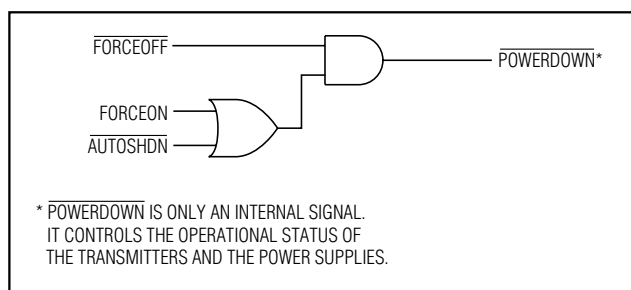 FORCEOFF
POWERDOWN*
FORCEON
AUTOSHDN
* POWERDOWN IS ONLY AN INTERNAL SIGNAL.
IT CONTROLS THE OPERATIONAL STATUS OF
THE TRANSMITTERS AND THE POWER SUPPLIES.